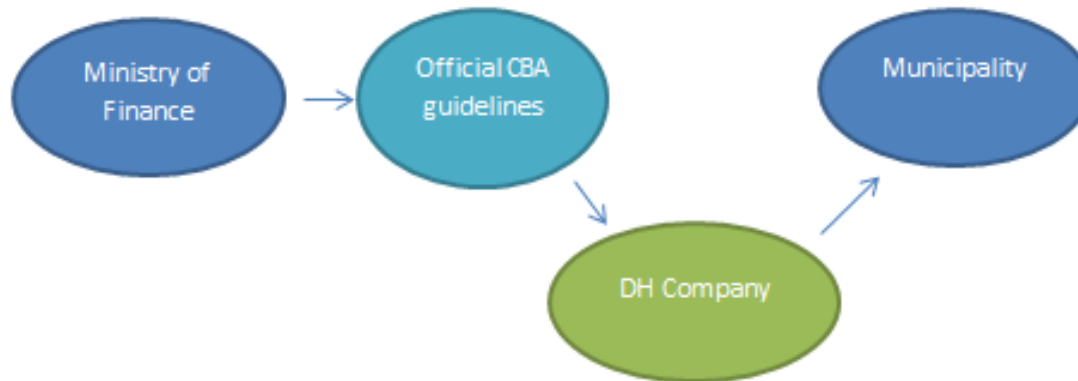 Ministry of
Finance
Official CBA
guidelines
Municipality
DH Company